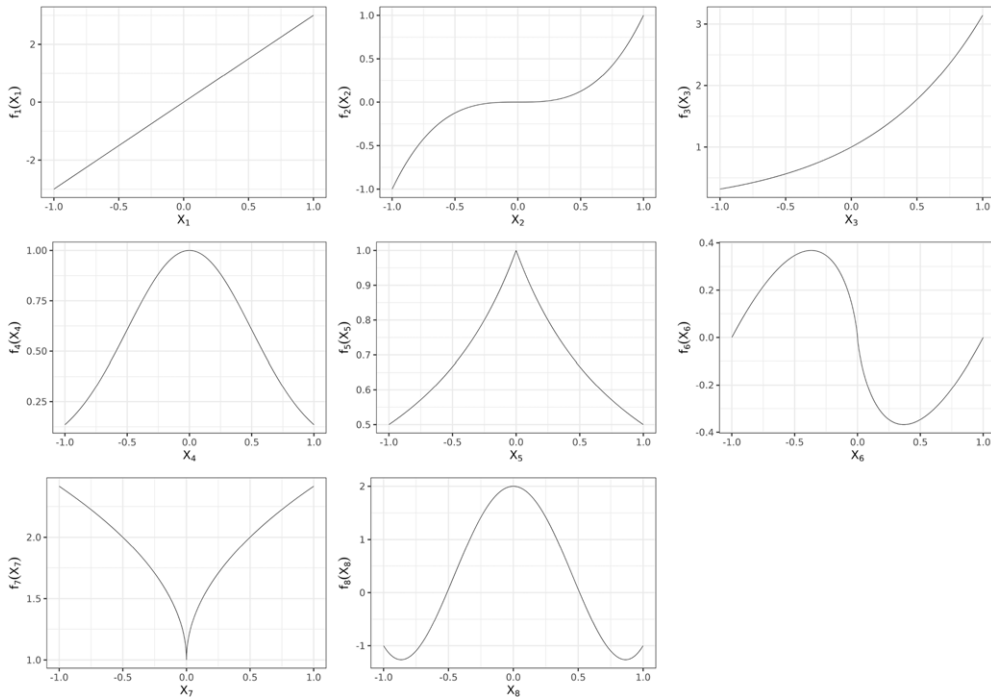 f₁(X₁)
2
0
-2
-1.0 -0.5 0.0 0.5 1.0
X₁
f₂(X₂)
1.0
0.5
0.0
-0.5
-1.0
-1.0 -0.5 0.0 0.5 1.0
X₂
f₃(X₃)
3
2
1
-1.0 -0.5 0.0 0.5 1.0
X₃
f₄(X₄)
1.00
0.75
0.50
0.25
-1.0 -0.5 0.0 0.5 1.0
X₄
f₅(X₅)
1.0
0.9
0.8
0.7
0.6
0.5
-1.0 -0.5 0.0 0.5 1.0
X₅
f₆(X₆)
0.4
0.2
0.0
-0.2
-0.4
-1.0 -0.5 0.0 0.5 1.0
X₆
f₇(X₇)
2.0
1.5
1.0
-1.0 -0.5 0.0 0.5 1.0
X₇
f₈(X₈)
2
1
0
-1
-1.0 -0.5 0.0 0.5 1.0
X₈